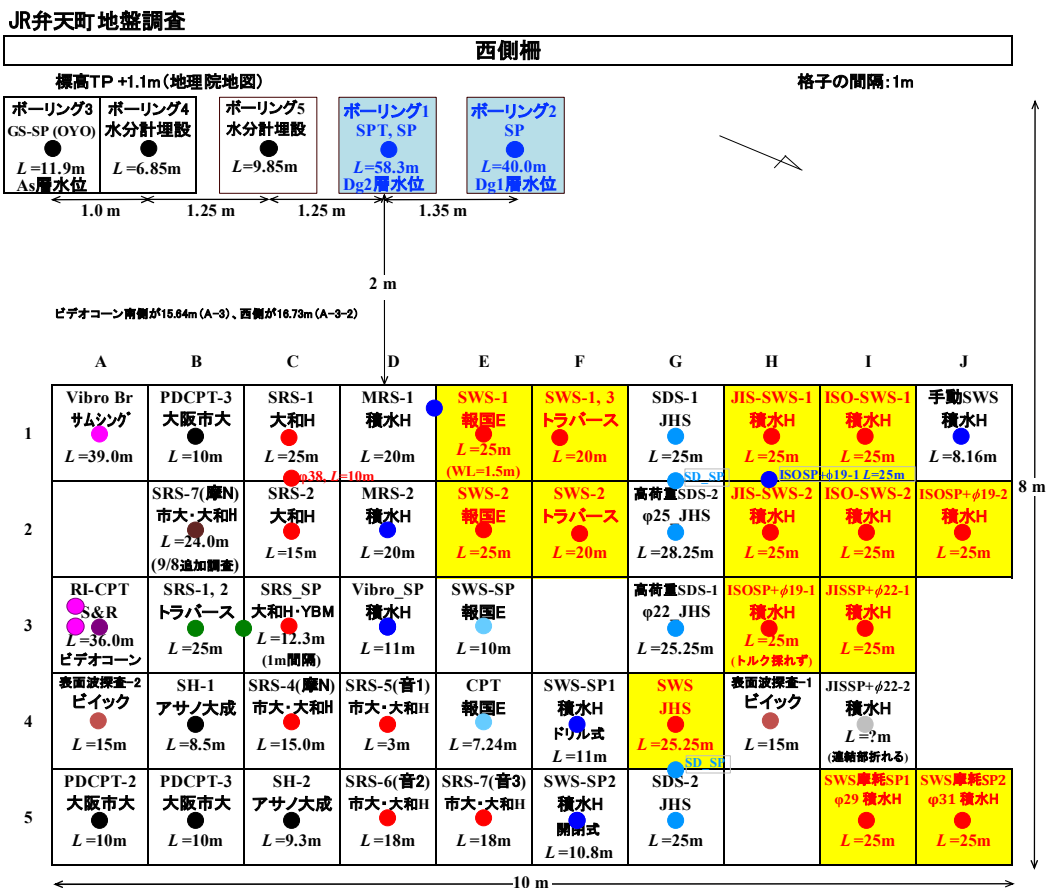 JR弁天町地盤調査
西側柵
標高TP +1.1m(地理院地図)
格子の間隔:1m
ボーリング3
GS-SP (OYO)
L =11.9m
As層水位
ボーリング4
水分計埋設
L =6.85m
ボーリング5
水分計埋設
L =9.85m
ボーリング1
SPT, SP
L=58.3m
Dg2層水位
ボーリング2
SP
L=40.0m
Dg1層水位
1.0 m
1.25 m
1.25 m
1.35 m
2 m
8 m
ビデオコーン南側が15.64m(A-3)、西側が16.73m(A-3-2)
A B C D E F G H I J
1
Vibro Br
サムシング
L =39.0m
PDCPT-3
大阪市大
L =10m
SRS-1
大和H
L =25m
φ38, L=10m
MRS-1
積水H
L =20m
SWS-1
報国E
L =25m
(WL=1.5m)
SWS-1, 3
トラバース
L =20m
SDS-1
JHS
L =25m
SD_SP
JIS-SWS-1
積水H
L =25m
ISOSP+ϕ19-1 L=25m
ISO-SWS-1
積水H
L =25m
手動SWS
積水H
L =8.16m
2
SRS-7(摩N)
市大・大和H
L =24.0m
(9/8追加調査)
SRS-2
大和H
L =15m
MRS-2
積水H
L =20m
SWS-2
報国E
L =25m
SWS-2
トラバース
L =20m
高荷重SDS-2
φ25_JHS
L =28.25m
JIS-SWS-2
積水H
L =25m
ISO-SWS-2
積水H
L =25m
ISOSP+ϕ19-2
積水H
L =25m
3
RI-CPT
S&R
L =36.0m
ビデオコーン
SRS-1, 2
トラバース
L =25m
SRS_SP
大和H・YBM
L =12.3m
(1m間隔)
Vibro_SP
積水H
L =11m
SWS-SP
報国E
L =10m
高荷重SDS-1
φ22_JHS
L =25.25m
ISOSP+ϕ19-1
積水H
L =25m
(トルク採れず)
JISSP+ϕ22-1
積水H
L =25m
4
表面波探査-2
ビイック
L =15m
SH-1
アサノ大成
L =8.5m
SRS-4(摩N)
市大・大和H
L =15.0m
SRS-5(音1)
市大・大和H
L =3m
CPT
報国E
L =7.24m
SWS-SP1
積水H
ドリル式
L =11m
SWS
JHS
L =25.25m
SD_SP
表面波探査-1
ビイック
L =15m
JISSP+ϕ22-2
積水H
L =?m
(連結部折れる)
5
PDCPT-2
大阪市大
L =10m
PDCPT-3
大阪市大
L =10m
SH-2
アサノ大成
L =9.3m
SRS-6(音2)
市大・大和H
L =18m
SRS-7(音3)
市大・大和H
L =18m
SWS-SP2
積水H
開閉式
L =10.8m
SDS-2
JHS
L =25m
SWS摩耗SP1
φ29 積水H
L =25m
SWS摩耗SP2
φ31 積水H
L =25m
10 m